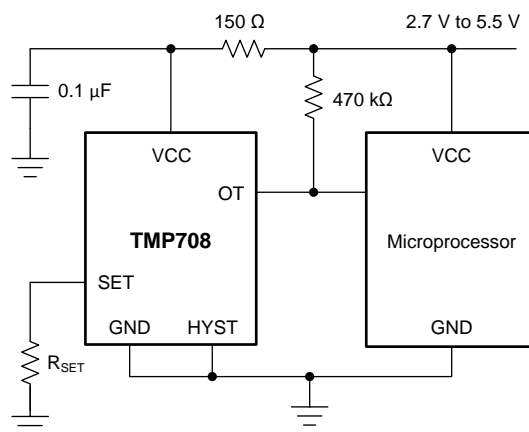 150 Ω
2.7 V to 5.5 V
0.1 µF
470 kΩ
VCC
VCC
OT
TMP708
Microprocessor
SET
GND
HYST
GND
RSET